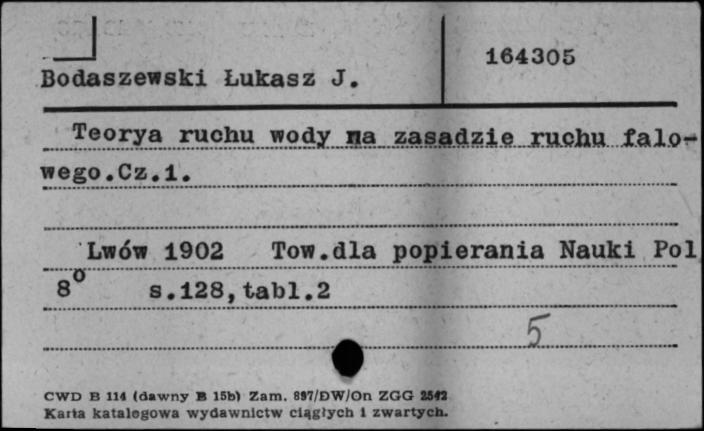 164305
Bodaszewski Łukasz J.
Teorya ruchu wody na zasadzie ruchu falo-
wego.Cz.1.
Lwów 1902 Tow.dla popierania Nauki Pol
8° s.128,tabl.2
5
CWD B 114 (dawny B 15b) Zam. 897/DW/On ZGG 2542
Karta katalogowa wydawnictw ciągłych i zwartych.